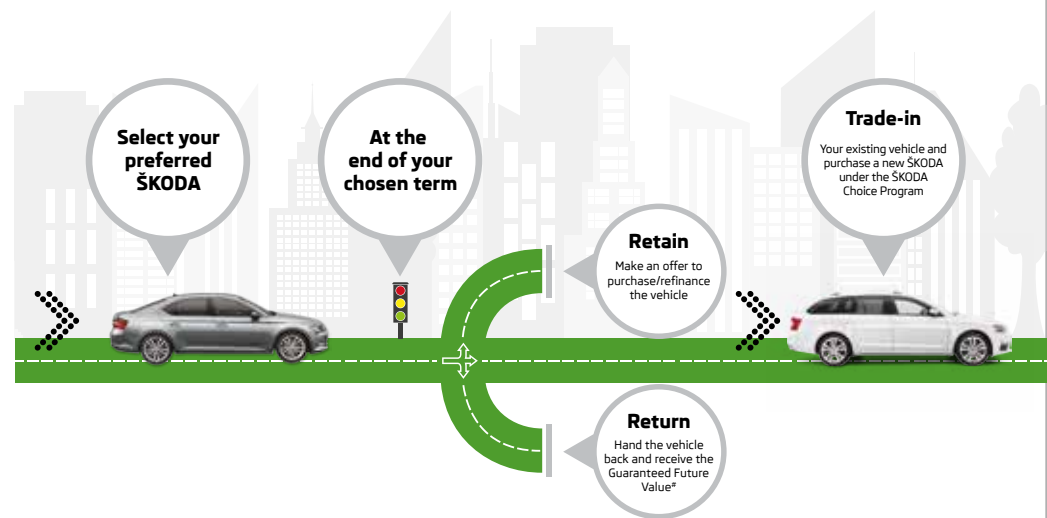 Select your
preferred
ŠKODA
At the
end of your
chosen term
Retain
Make an offer to
purchase/refinance
the vehicle
Return
Hand the vehicle
back and receive the
Guaranteed Future
Value#
Trade-in
Your existing vehicle and
purchase a new ŠKODA
under the ŠKODA
Choice Program